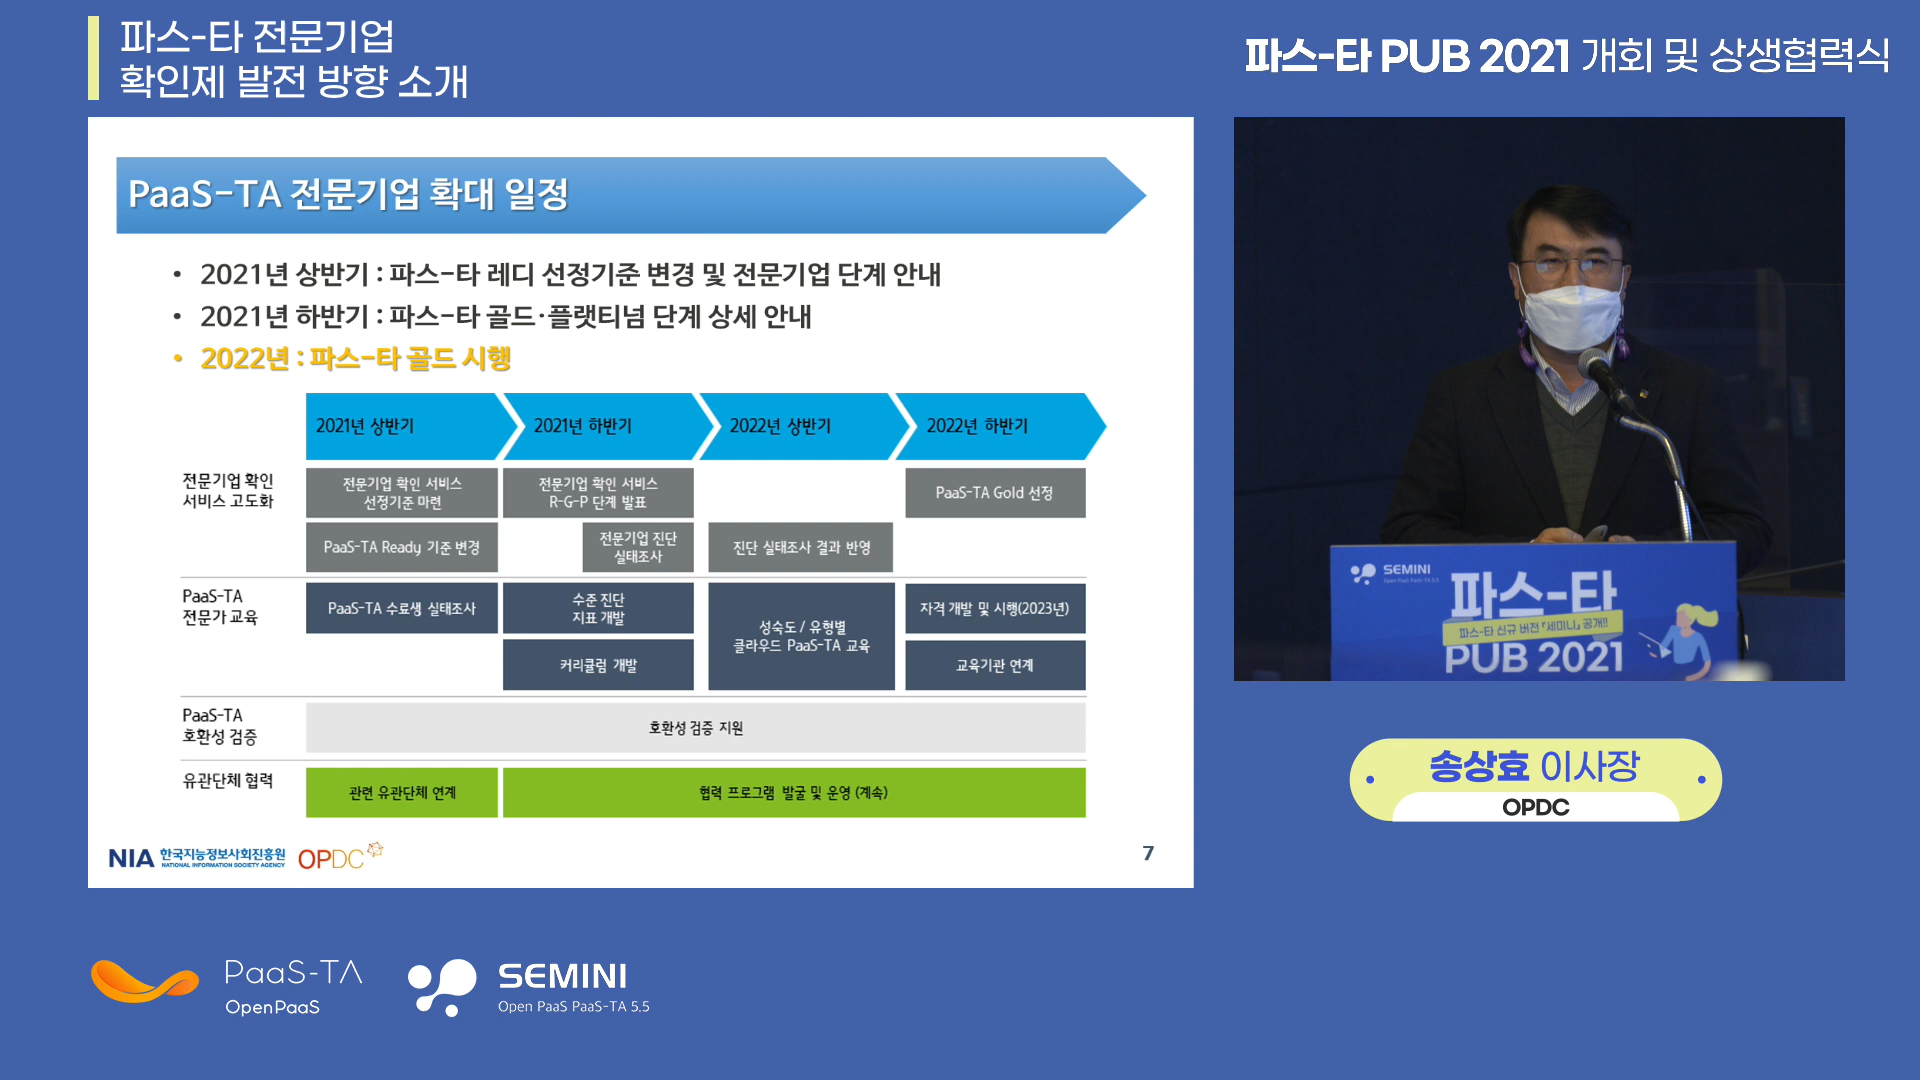 파스-타 전문기업
확인제 발전 방향 소개
파스-타 PUB 2021 개회 및 상생협력식
PaaS-TA 전문기업 확대 일정
• 2021년 상반기 : 파스-타 레디 선정기준 변경 및 전문기업 단계 안내
• 2021년 하반기 : 파스-타 골드·플랫티넘 단계 상세 안내
• 2022년 : 파스-타 골드 시행
2021년 상반기
2021년 하반기
2022년 상반기
2022년 하반기
전문기업 확인
서비스 고도화
전문기업 확인 서비스
선정기준 마련
전문기업 확인 서비스
R-G-P 단계 발표
PaaS-TA Gold 선정
PaaS-TA Ready 기준 변경
전문기업 진단
실태조사
진단 실태조사 결과 반영
PaaS-TA
전문가 교육
PaaS-TA 수료생 실태조사
수준 진단
지표 개발
성숙도 / 유형별
클라우드 PaaS-TA 교육
자격 개발 및 시행(2023년)
커리큘럼 개발
교육기관 연계
PaaS-TA
호환성 검증
호환성 검증 지원
유관단체 협력
관련 유관단체 연계
협력 프로그램 발굴 및 운영 (계속)
NIA 한국지능정보사회진흥원
NATIONAL INFORMATION SOCIETY AGENCY
OPDC
7
SEMINI
파스-타
파스-타 신규 버전 『세미니』 공개!!
PUB 2021
송상효 이사장
OPDC
PaaS-TA
OpenPaaS
SEMINI
Open PaaS PaaS-TA 5.5